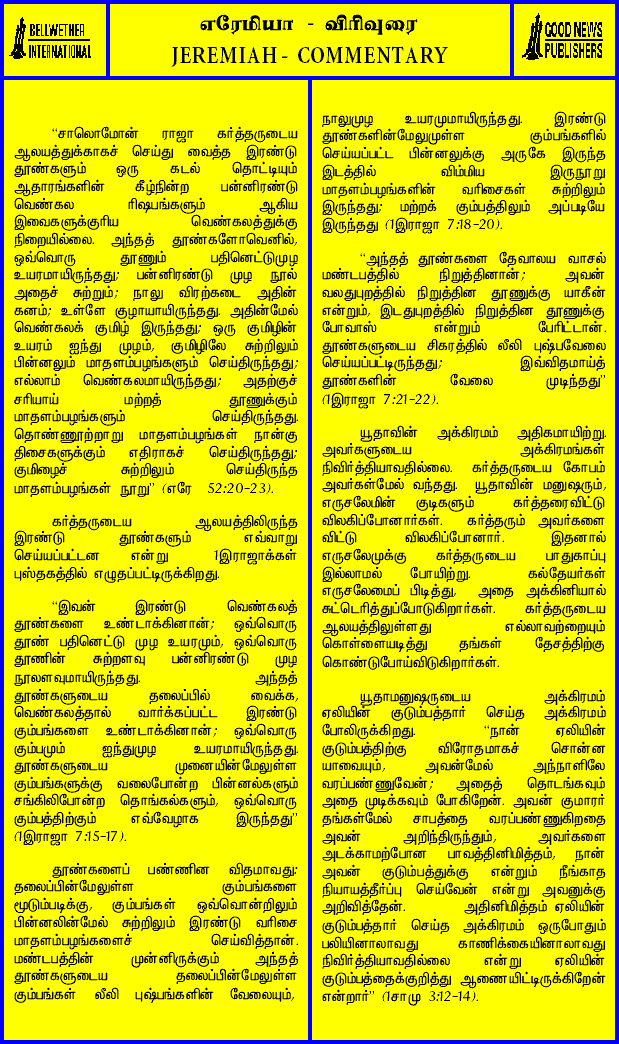 BELLWETHER
INTERNATIONAL
எரேமியா - விரிவுரை
JEREMIAH - COMMENTARY
GOOD NEWS
PUBLISHERS
"சாலொமோன் ராஜா கர்த்தருடைய
ஆலயத்துக்காகச் செய்து வைத்த இரண்டு
தூண்களும் ஒரு கடல் தொட்டியும்
ஆதாரங்களின் கீழ்நின்ற பன்னிரண்டு
வெண்கல ரிஷபங்களும் ஆகிய
இவைகளுக்குரிய வெண்கலத்துக்கு
நிறையில்லை. அந்தத் தூண்களோவெனில்,
ஒவ்வொரு தூணும் பதினெட்டுமுழ
உயரமாயிருந்தது; பன்னிரண்டு முழ நூல்
அதைச் சுற்றும்; நாலு விரற்கடை அதின்
கனம்; உள்ளே குழாயாயிருந்தது. அதின்மேல்
வெண்கலக் குமிழ் இருந்தது; ஒரு குமிழின்
உயரம் ஐந்து முழம், குமிழிலே சுற்றிலும்
பின்னலும் மாதளம்பழங்களும் செய்திருந்தது;
எல்லாம் வெண்கலமாயிருந்தது; அதற்குச்
சரியாய் மற்றத் தூணுக்கும்
மாதளம்பழங்களும் செய்திருந்தது.
தொண்ணூற்றாறு மாதளம்பழங்கள் நான்கு
திசைகளுக்கும் எதிராகச் செய்திருந்தது;
குமிழைச் சுற்றிலும் செய்திருந்த
மாதளம்பழங்கள் நூறு" (எரே 52:20-23).
கர்த்தருடைய ஆலயத்திலிருந்த
இரண்டு தூண்களும் எவ்வாறு
செய்யப்பட்டன என்று 1இராஜாக்கள்
புஸ்தகத்தில் எழுதப்பட்டிருக்கிறது.
"இவன் இரண்டு வெண்கலத்
தூண்களை உண்டாக்கினான்; ஒவ்வொரு
தூண் பதினெட்டு முழ உயரமும், ஒவ்வொரு
தூணின் சுற்றளவு பன்னிரண்டு முழ
நூலளவுமாயிருந்தது. அந்தத்
தூண்களுடைய தலைப்பில் வைக்க,
வெண்கலத்தால் வார்க்கப்பட்ட இரண்டு
கும்பங்களை உண்டாக்கினான்; ஒவ்வொரு
கும்பமும் ஐந்துமுழ உயரமாயிருந்தது.
தூண்களுடைய முனையின்மேலுள்ள
கும்பங்களுக்கு வலைபோன்ற பின்னல்களும்
சங்கிலிபோன்ற தொங்கல்களும், ஒவ்வொரு
கும்பத்திற்கும் எவ்வேழாக இருந்தது"
(1இராஜா 7:15-17).
தூண்களைப் பண்ணின விதமாவது:
தலைப்பின்மேலுள்ள கும்பங்களை
மூடும்படிக்கு, கும்பங்கள் ஒவ்வொன்றிலும்
பின்னலின்மேல் சுற்றிலும் இரண்டு வரிசை
மாதளம்பழங்களைச் செய்வித்தான்.
மண்டபத்தின் முன்னிருக்கும் அந்தத்
தூண்களுடைய தலைப்பின்மேலுள்ள
கும்பங்கள் லீலி புஷ்பங்களின் வேலையும்,
நாலுமுழ உயரமுமாயிருந்தது. இரண்டு
தூண்களின்மேலுமுள்ள கும்பங்களில்
செய்யப்பட்ட பின்னலுக்கு அருகே இருந்த
இடத்தில் விம்மிய இருநூறு
மாதளம்பழங்களின் வரிசைகள் சுற்றிலும்
இருந்தது; மற்றக் கும்பத்திலும் அப்படியே
இருந்தது (1இராஜா 7:18-20).
"அந்தத் தூண்களை தேவாலய வாசல்
மண்டபத்தில் நிறுத்தினான்; அவன்
வலதுபுறத்தில் நிறுத்தின தூணுக்கு யாகீன்
என்றும், இடதுபுறத்தில் நிறுத்தின தூணுக்கு
போவாஸ் என்றும் பேரிட்டான்.
தூண்களுடைய சிகரத்தில் லீலி புஷ்பவேலை
செய்யப்பட்டிருந்தது; இவ்விதமாய்த்
தூண்களின் வேலை முடிந்தது"
(1இராஜா 7:21-22).
யூதாவின் அக்கிரமம் அதிகமாயிற்று.
அவர்களுடைய அக்கிரமங்கள்
நிவிர்த்தியாவதில்லை. கர்த்தருடைய கோபம்
அவர்கள்மேல் வந்தது. யூதாவின் மனுஷரும்,
எருசலேமின் குடிகளும் கர்த்தரைவிட்டு
விலகிப்போனார்கள். கர்த்தரும் அவர்களை
விட்டு விலகிப்போனார். இதனால்
எருசலேமுக்கு கர்த்தருடைய பாதுகாப்பு
இல்லாமல் போயிற்று. கல்தேயர்கள்
எருசலேமைப் பிடித்து, அதை அக்கினியால்
சுட்டெரித்துப்போடுகிறார்கள். கர்த்தருடைய
ஆலயத்திலுள்ளது எல்லாவற்றையும்
கொள்ளையடித்து தங்கள் தேசத்திற்கு
கொண்டுபோய்விடுகிறார்கள்.
யூதாமனுஷருடைய அக்கிரமம்
ஏலியின் குடும்பத்தார் செய்த அக்கிரமம்
போலிருக்கிறது. "நான் ஏலியின்
குடும்பத்திற்கு விரோதமாகச் சொன்ன
யாவையும், அவன்மேல் அந்நாளிலே
வரப்பண்ணுவேன்; அதைத் தொடங்கவும்
அதை முடிக்கவும் போகிறேன். அவன் குமாரர்
தங்கள்மேல் சாபத்தை வரப்பண்ணுகிறதை
அவன் அறிந்திருந்தும், அவர்களை
அடக்காமற்போன பாவத்தினிமித்தம், நான்
அவன் குடும்பத்துக்கு என்றும் நீங்காத
நியாயத்தீர்ப்பு செய்வேன் என்று அவனுக்கு
அறிவித்தேன். அதினிமித்தம் ஏலியின்
குடும்பத்தார் செய்த அக்கிரமம் ஒருபோதும்
பலியினாலாவது காணிக்கையினாலாவது
நிவிர்த்தியாவதில்லை என்று ஏலியின்
குடும்பத்தைக்குறித்து ஆணையிட்டிருக்கிறேன்
என்றார்" (1சாமு 3:12-14).